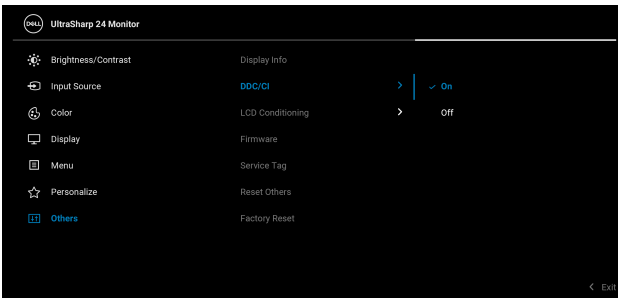 DELL UltraSharp 24 Monitor
Brightness/Contrast Display Info
Input Source DDC/CI On
Color LCD Conditioning Off
Display Firmware
Menu Service Tag
Personalize Reset Others
Others Factory Reset
Exit